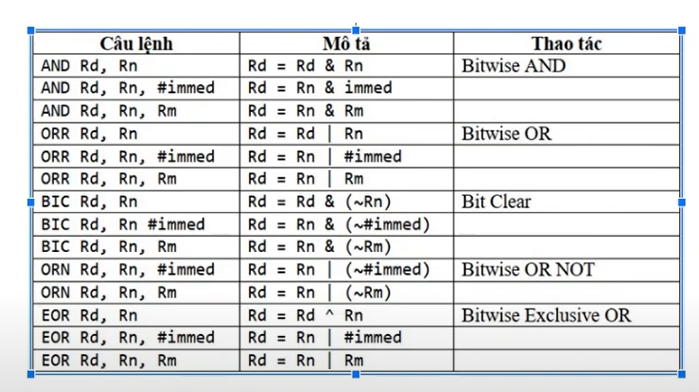 Câu lệnh Mô tả Thao tác
AND Rd, Rn Rd = Rd & Rn Bitwise AND
AND Rd, Rn, #immed Rd = Rn & immed
AND Rd, Rn, Rm Rd = Rn & Rm
ORR Rd, Rn Rd = Rd | Rn Bitwise OR
ORR Rd, Rn, #immed Rd = Rn | #immed
ORR Rd, Rn, Rm Rd = Rn | Rm
BIC Rd, Rn Rd = Rd & (~Rn) Bit Clear
BIC Rd, Rn #immed Rd = Rn & (~#immed)
BIC Rd, Rn, Rm Rd = Rn & (~Rm)
ORN Rd, Rn, #immed Rd = Rn | (~#immed) Bitwise OR NOT
ORN Rd, Rn, Rm Rd = Rn | (~Rm)
EOR Rd, Rn Rd = Rd ^ Rn Bitwise Exclusive OR
EOR Rd, Rn, #immed Rd = Rn | #immed
EOR Rd, Rn, Rm Rd = Rn | Rm